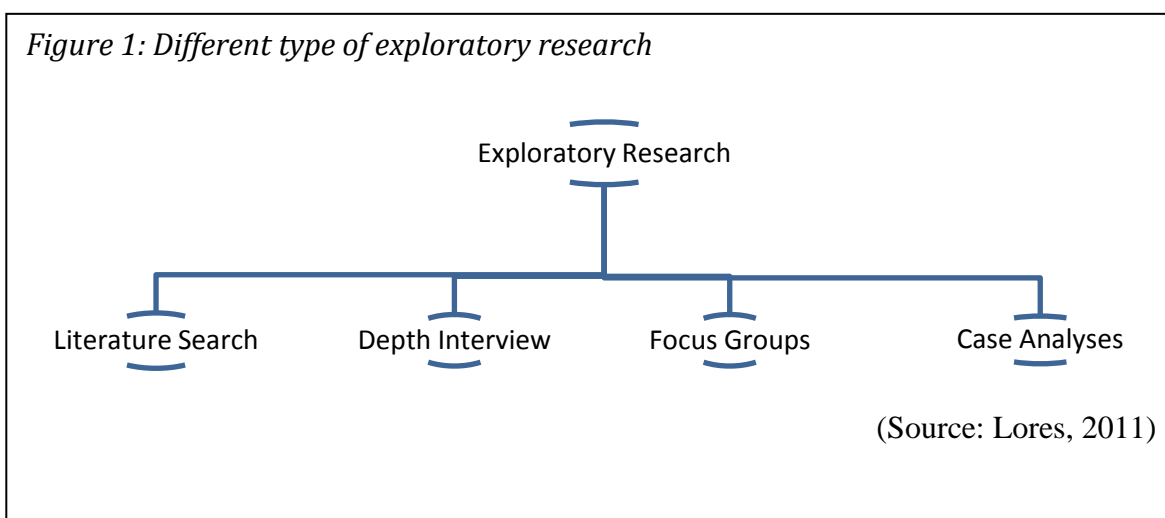 Figure 1: Different type of exploratory research
Exploratory Research
Literature Search
Depth Interview
Focus Groups
Case Analyses
(Source: Lores, 2011)